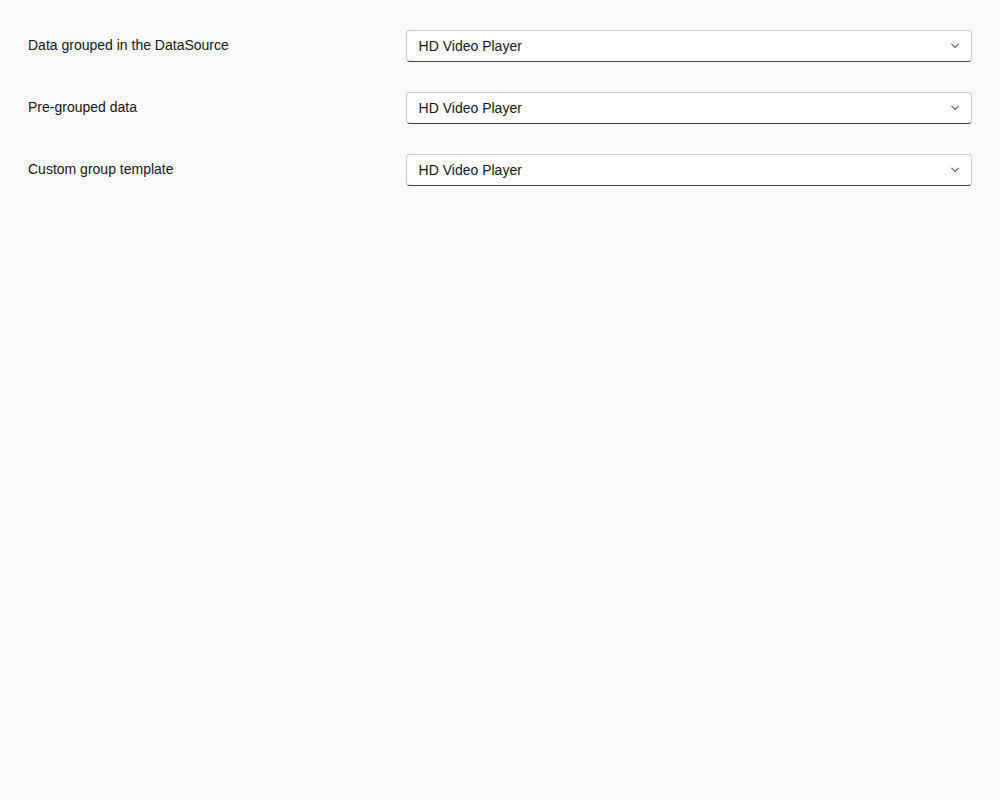 Data grouped in the DataSource
HD Video Player
Pre-grouped data
HD Video Player
Custom group template
HD Video Player